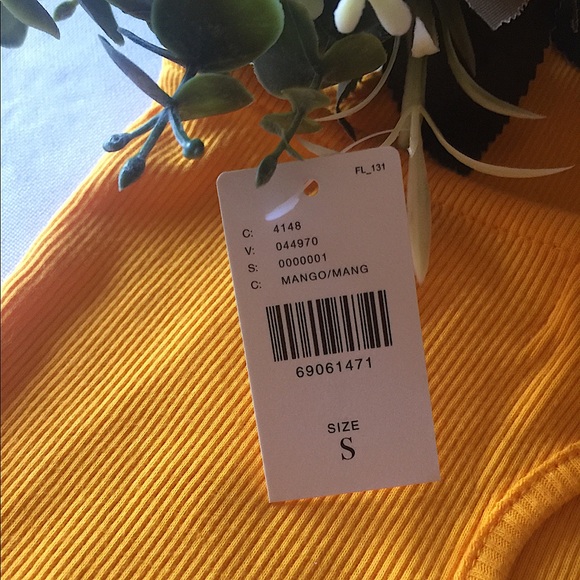 FL_131
C: 4148
V: 044970
S: 0000001
C: MANGO/MANG
69061471
SIZE
S